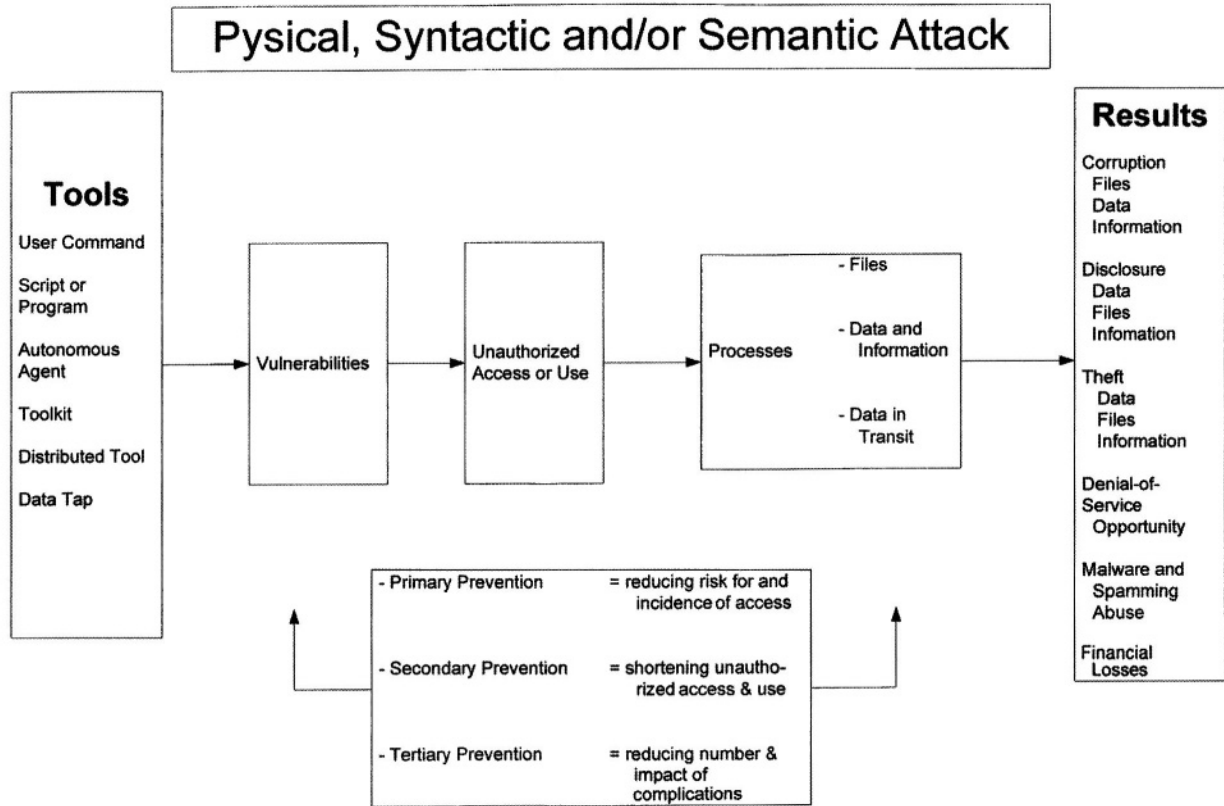 Pysical, Syntactic and/or Semantic Attack
Tools
User Command
Script or
Program
Autonomous
Agent
Toolkit
Distributed Tool
Data Tap
Vulnerabilities
Unauthorized
Access or Use
Processes
- Files
- Data and
Information
- Data in
Transit
Results
Corruption
Files
Data
Information
Disclosure
Data
Files
Infomation
Theft
Data
Files
Information
Denial-of-
Service
Opportunity
Malware and
Spamming
Abuse
Financial
Losses
- Primary Prevention = reducing risk for and
incidence of access
- Secondary Prevention = shortening unautho-
rized access & use
- Tertiary Prevention = reducing number &
impact of
complications